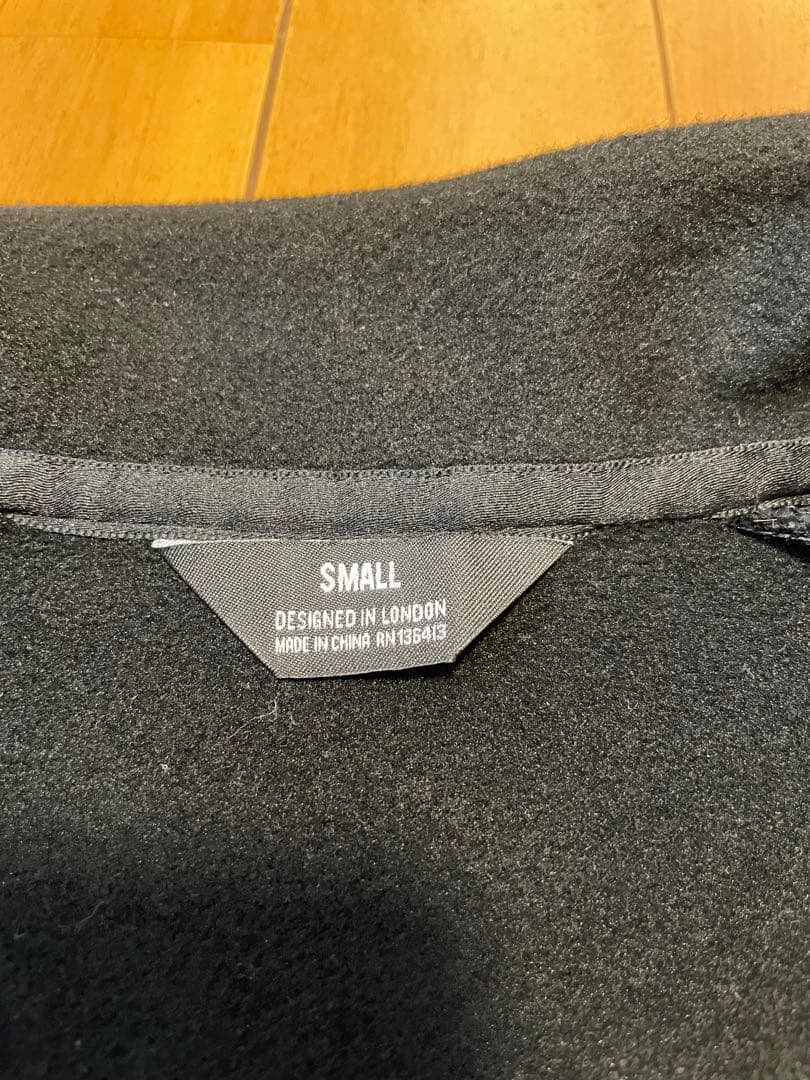 SMALL
DESIGNED IN LONDON
MADE IN CHINA RN136413